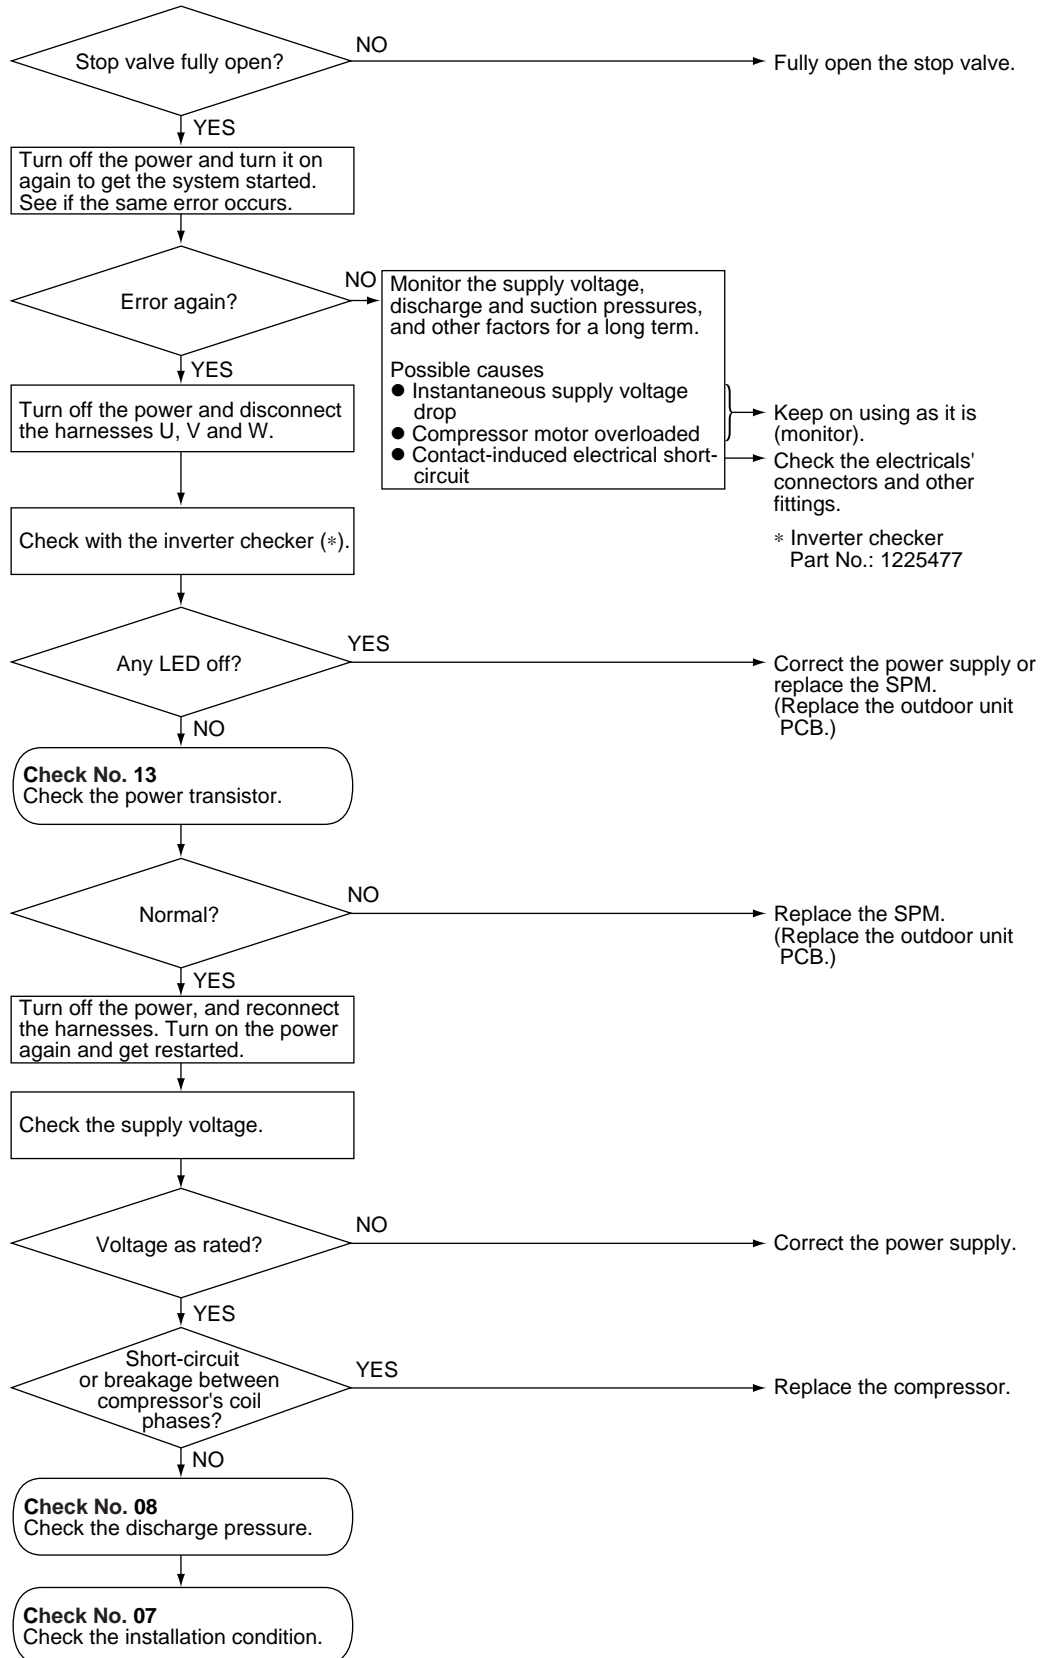 Stop valve fully open?
NO
Fully open the stop valve.
YES
Turn off the power and turn it on
again to get the system started.
See if the same error occurs.
Error again?
NO
Monitor the supply voltage,
discharge and suction pressures,
and other factors for a long term.
Possible causes
● Instantaneous supply voltage
drop
● Compressor motor overloaded
● Contact-induced electrical short-
circuit
Keep on using as it is
(monitor).
Check the electricals'
connectors and other
fittings.
* Inverter checker
Part No.: 1225477
YES
Turn off the power and disconnect
the harnesses U, V and W.
Check with the inverter checker (*).
Any LED off?
YES
Correct the power supply or
replace the SPM.
(Replace the outdoor unit
PCB.)
NO
Check No. 13
Check the power transistor.
Normal?
NO
Replace the SPM.
(Replace the outdoor unit
PCB.)
YES
Turn off the power, and reconnect
the harnesses. Turn on the power
again and get restarted.
Check the supply voltage.
Voltage as rated?
NO
Correct the power supply.
YES
Short-circuit
or breakage between
compressor's coil
phases?
YES
Replace the compressor.
NO
Check No. 08
Check the discharge pressure.
Check No. 07
Check the installation condition.